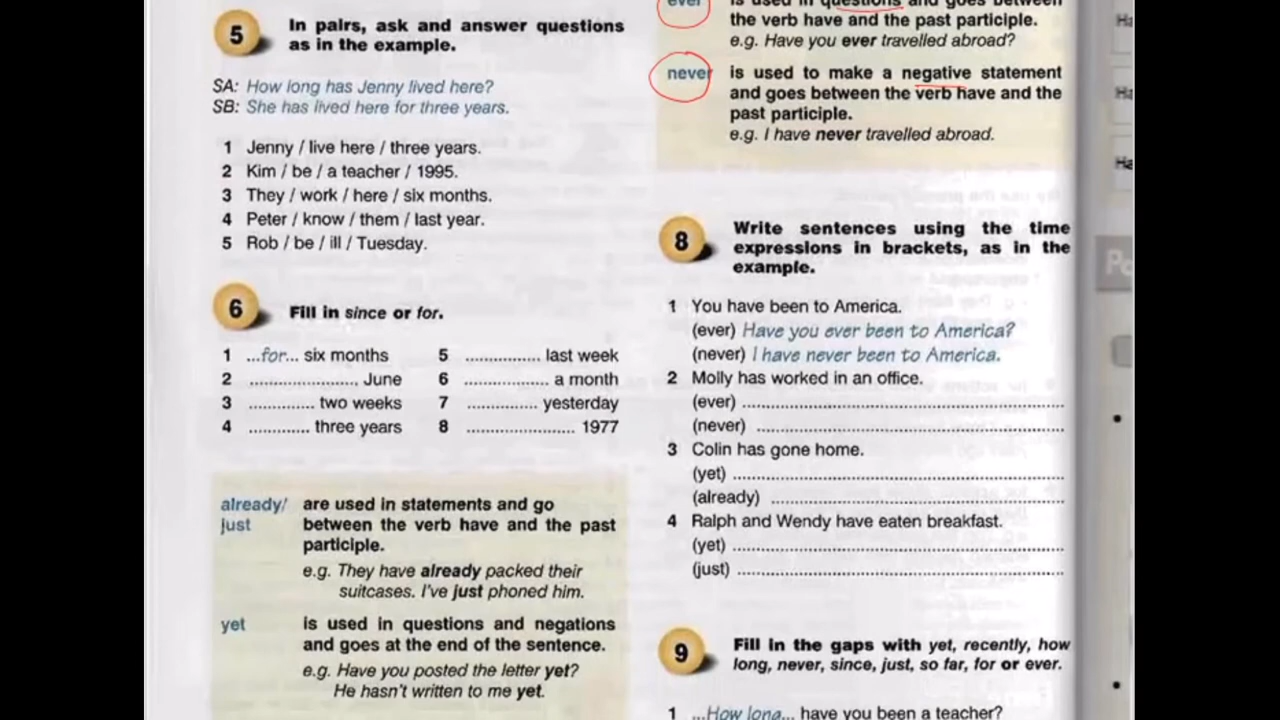 5 In pairs, ask and answer questions
as in the example.
SA: How long has Jenny lived here?
SB: She has lived here for three years.
1 Jenny / live here / three years.
2 Kim / be / a teacher / 1995.
3 They / work / here / six months.
4 Peter / know / them / last year.
5 Rob / be / ill / Tuesday.
6 Fill in since or for.
1 ...for... six months
2 ...................... June
3 ............. two weeks
4 ............ three years
5 ............... last week
6 ................. a month
7 .............. yesterday
8 ...................... 1977
already/ are used in statements and go
just between the verb have and the past
participle.
e.g. They have already packed their
suitcases. I've just phoned him.
yet is used in questions and negations
and goes at the end of the sentence.
e.g. Have you posted the letter yet?
He hasn't written to me yet.
ever is used in questions and goes between
the verb have and the past participle.
e.g. Have you ever travelled abroad?
never is used to make a negative statement
and goes between the verb have and the
past participle.
e.g. I have never travelled abroad.
8 Write sentences using the time
expressions in brackets, as in the
example.
1 You have been to America.
(ever) Have you ever been to America?
(never) I have never been to America.
2 Molly has worked in an office.
(ever) ................................................................
(never) .............................................................
3 Colin has gone home.
(yet) ..................................................................
(already) ..........................................................
4 Ralph and Wendy have eaten breakfast.
(yet) ..................................................................
(just) .................................................................
9 Fill in the gaps with yet, recently, how
long, never, since, just, so far, for or ever.
1 ...How long... have you been a teacher?
Ha
Ha
Ha
Po